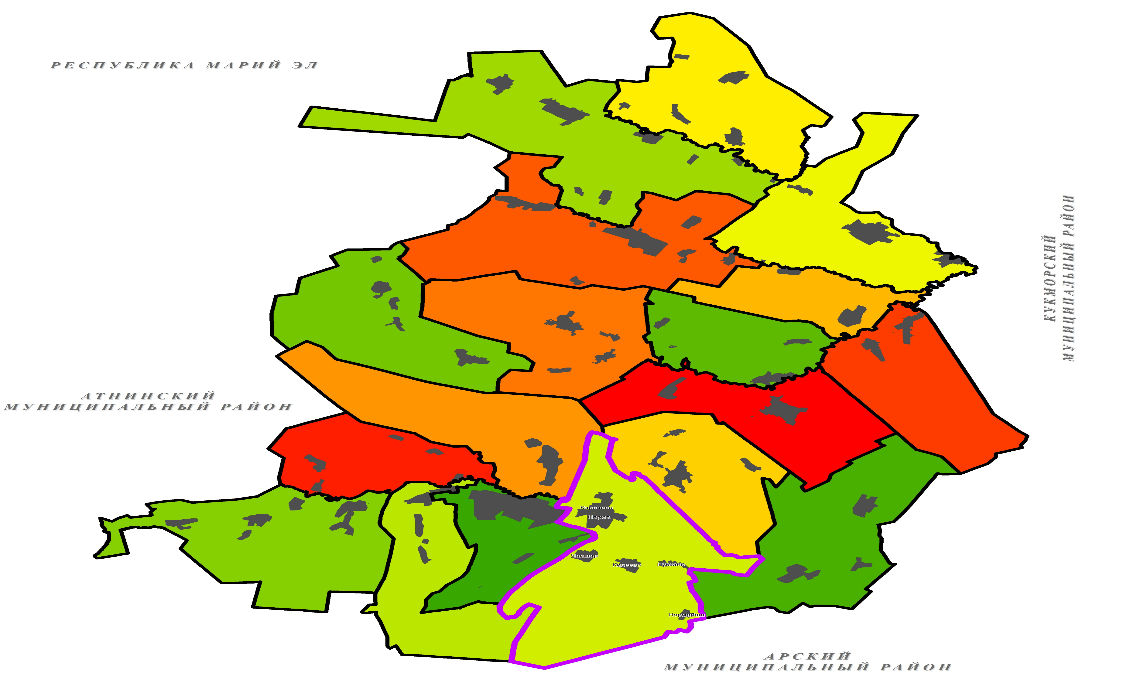 РЕСПУБЛИКА МАРИЙ ЭЛ
КУКМОРСКИЙ
МУНИЦИПАЛЬНЫЙ РАЙОН
АТНИНСКИЙ
МУНИЦИПАЛЬНЫЙ РАЙОН
АРСКИЙ
МУНИЦИПАЛЬНЫЙ РАЙОН